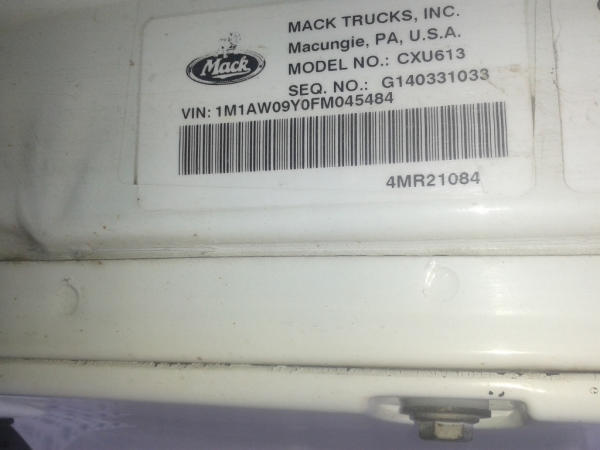 Mack
MACK TRUCKS, INC.
Macungie, PA, U.S.A.
MODEL NO.: CXU613
SEQ. NO.: G140331033
VIN: 1M1AW09Y0FM045484
4MR21084